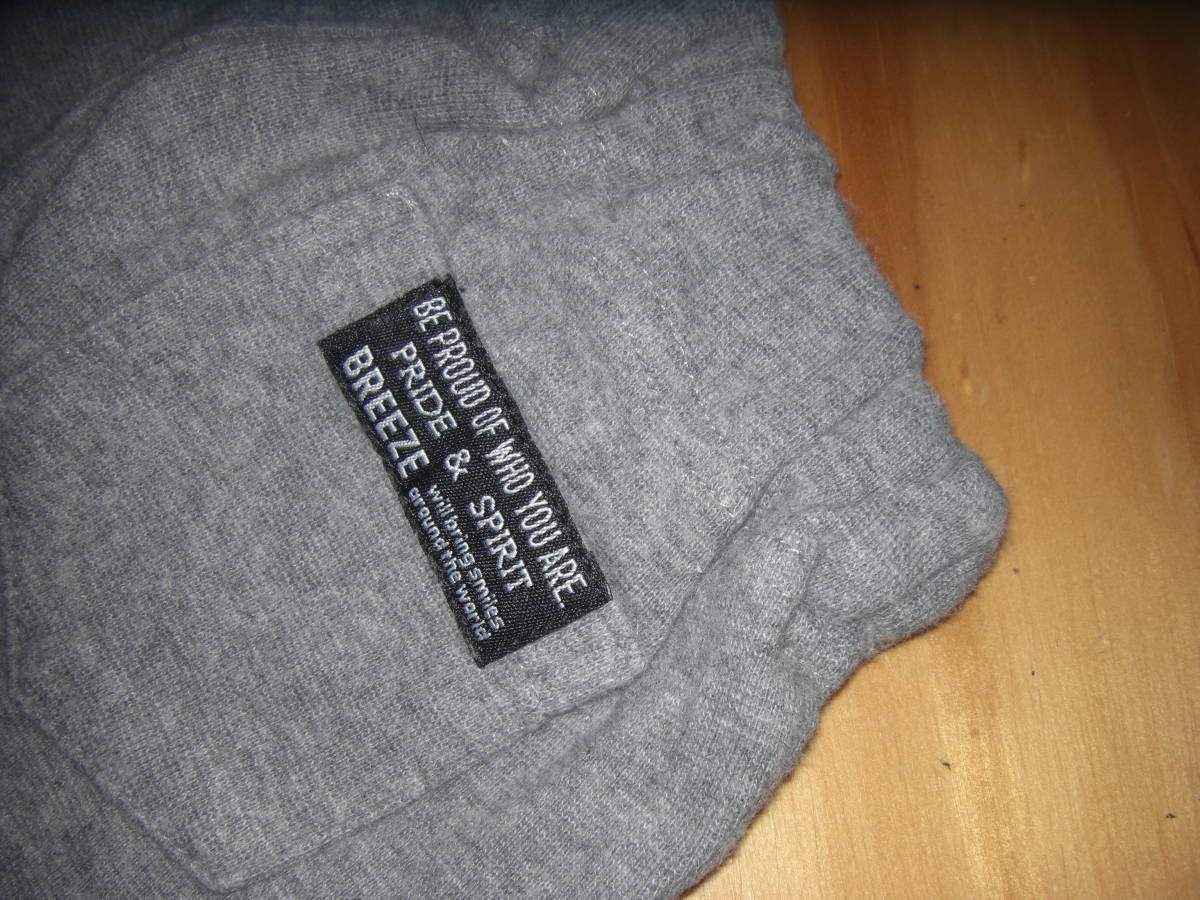 BE PROUD OF WHO YOU ARE.
PRIDE & SPIRIT
BREEZE will bring smiles
around the world